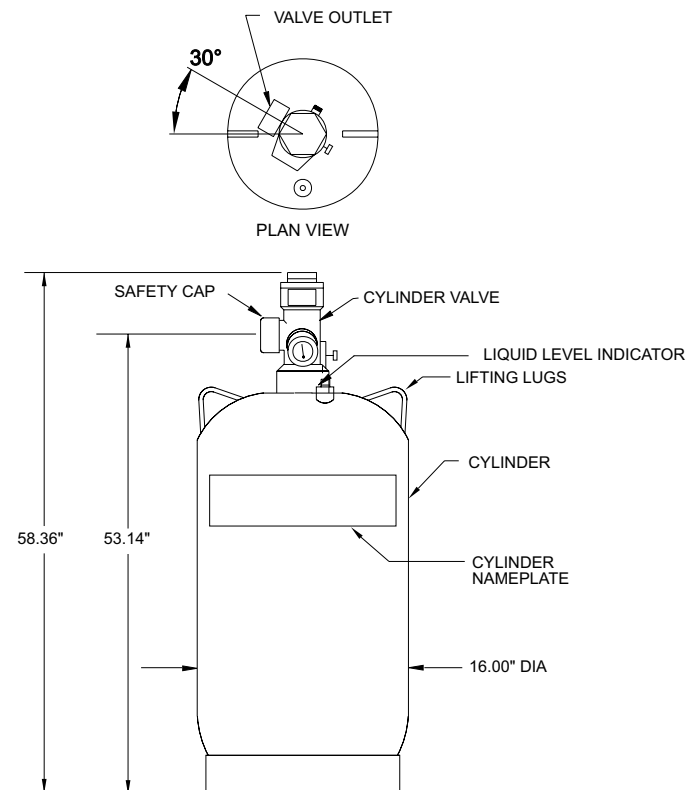 VALVE OUTLET
30°
PLAN VIEW
SAFETY CAP
CYLINDER VALVE
LIQUID LEVEL INDICATOR
LIFTING LUGS
CYLINDER
58.36"
53.14"
CYLINDER
NAMEPLATE
16.00" DIA